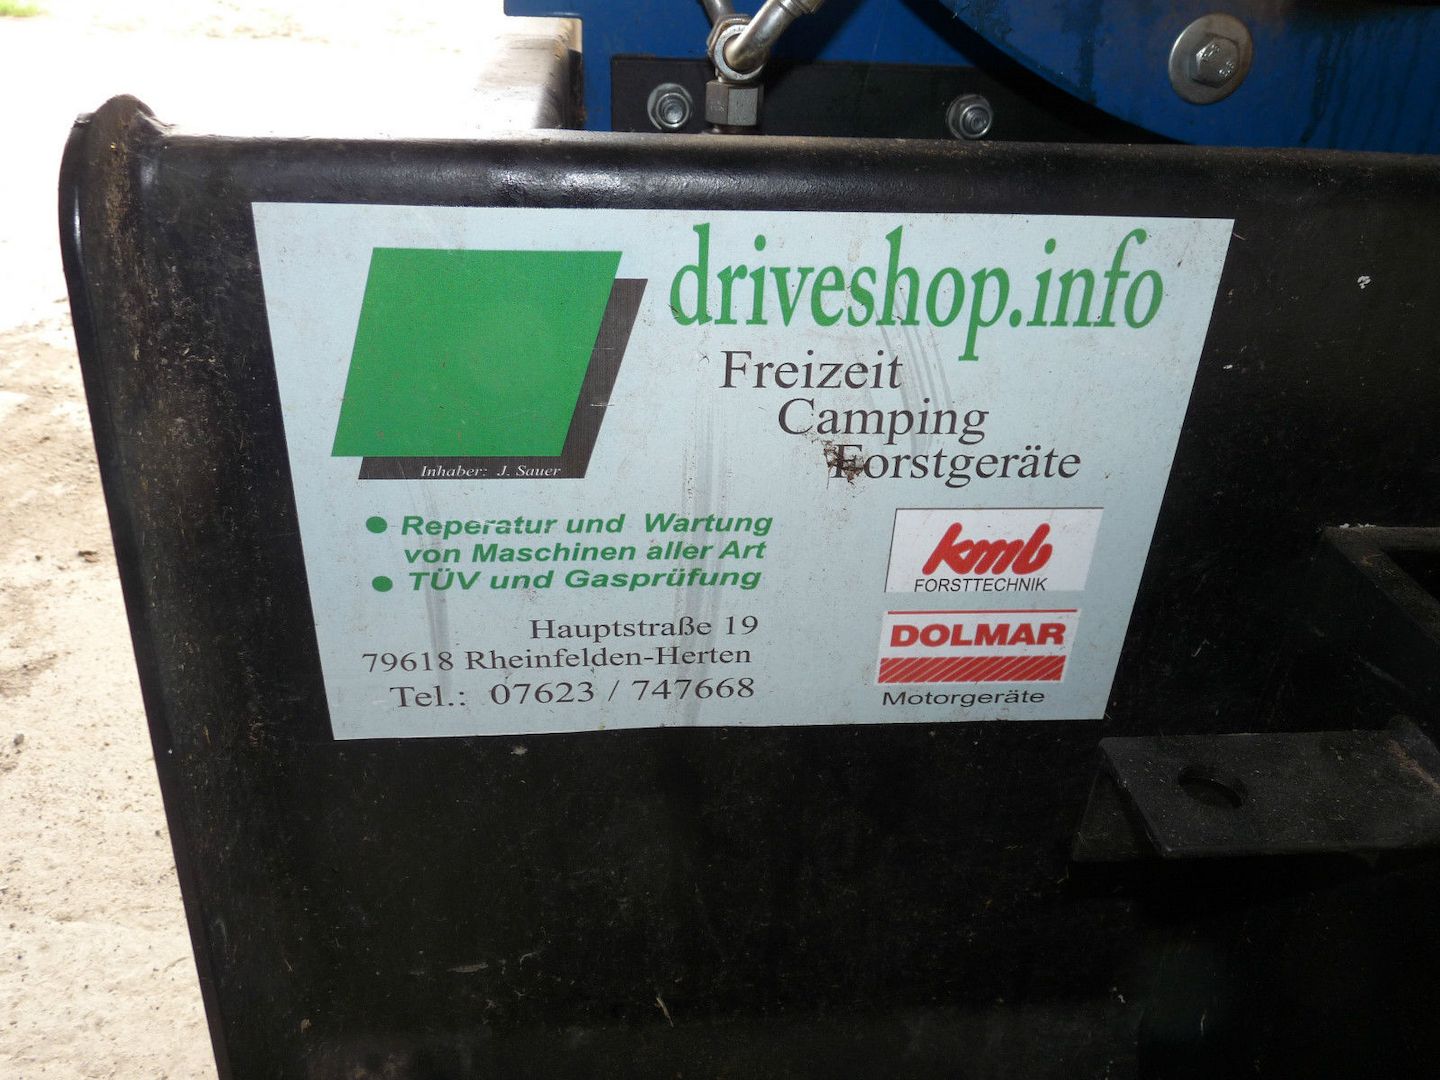 driveshop.info
Freizeit
Camping
Forstgeräte
Inhaber: J. Sauer
Reperatur und Wartung
von Maschinen aller Art
TÜV und Gasprüfung
Hauptstraße 19
79618 Rheinfelden-Herten
Tel.: 07623 / 747668
kmb
FORSTTECHNIK
DOLMAR
Motorgeräte